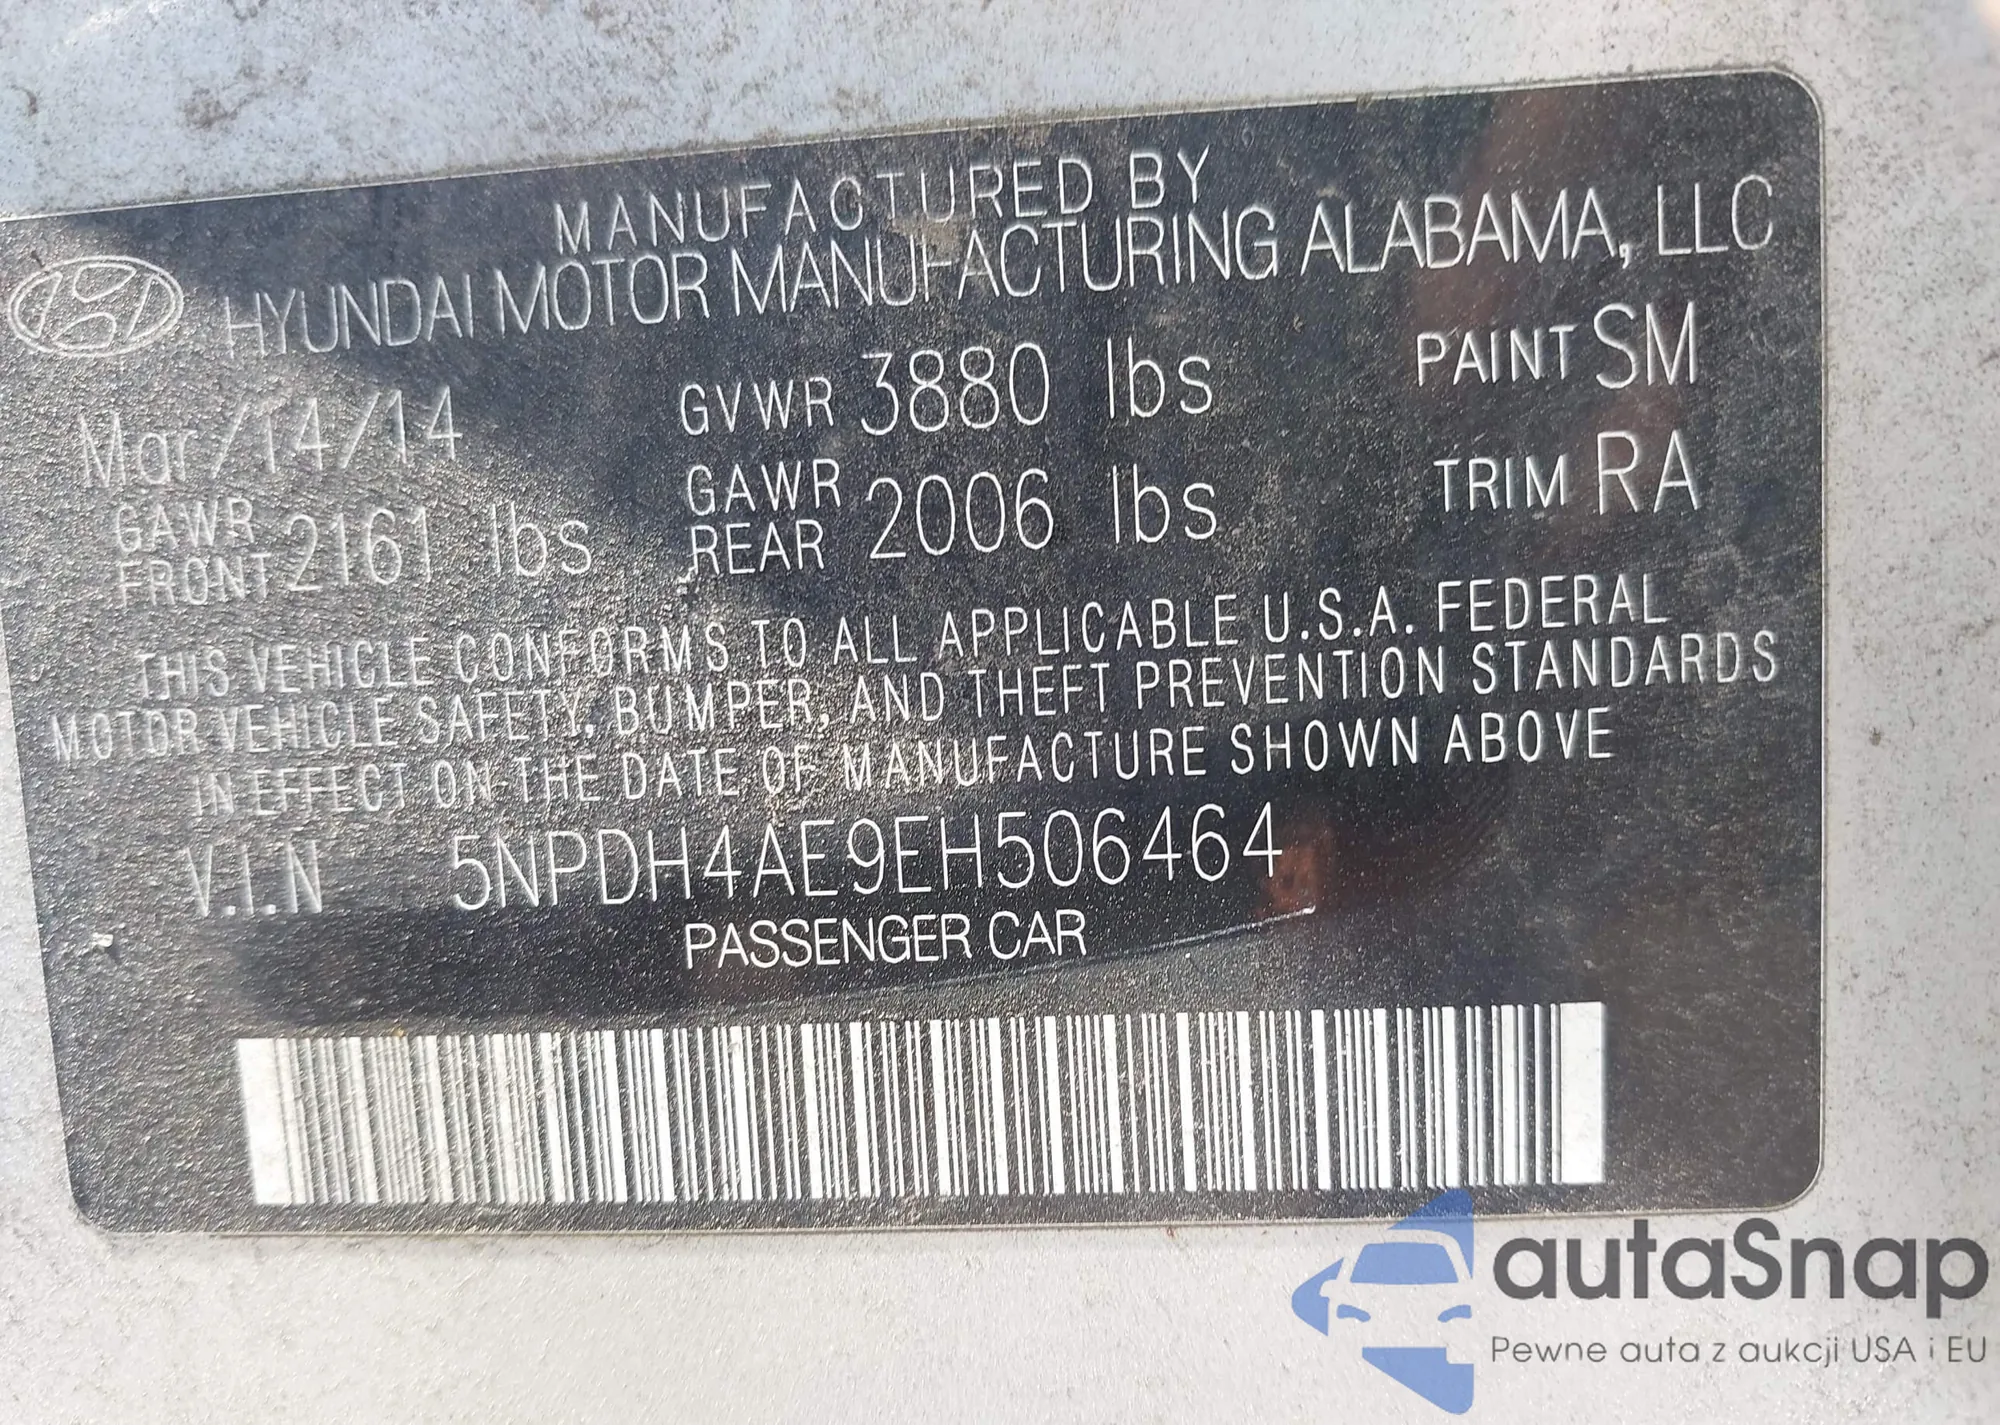 MANUFACTURED BY
HYUNDAI MOTOR MANUFACTURING ALABAMA, LLC
Mar/14/14 GVWR 3880 lbs PAINT SM
GAWR FRONT 2161 lbs GAWR REAR 2006 lbs TRIM RA
THIS VEHICLE CONFORMS TO ALL APPLICABLE U.S.A. FEDERAL
MOTOR VEHICLE SAFETY, BUMPER, AND THEFT PREVENTION STANDARDS
IN EFFECT ON THE DATE OF MANUFACTURE SHOWN ABOVE
V.I.N 5NPDH4AE9EH506464
PASSENGER CAR
autaSnap
Pewne auta z aukcji USA i EU